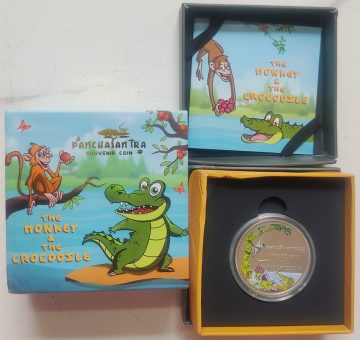 THE
MONKEY
&
THE
CROCODILE
PANCHATANTRA
SOUVENIR COIN
THE
MONKEY
& THE
CROCODILE